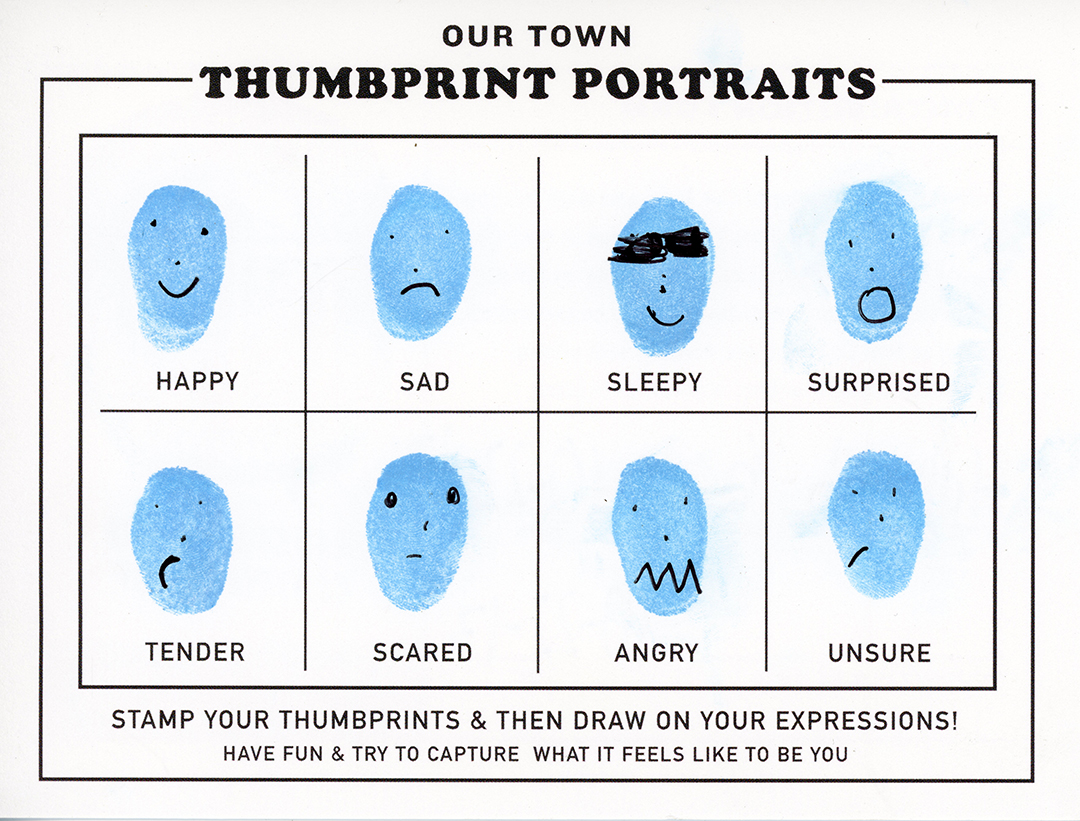 OUR TOWN
THUMBPRINT PORTRAITS
HAPPY
SAD
SLEEPY
SURPRISED
TENDER
SCARED
ANGRY
UNSURE
STAMP YOUR THUMBPRINTS & THEN DRAW ON YOUR EXPRESSIONS!
HAVE FUN & TRY TO CAPTURE WHAT IT FEELS LIKE TO BE YOU